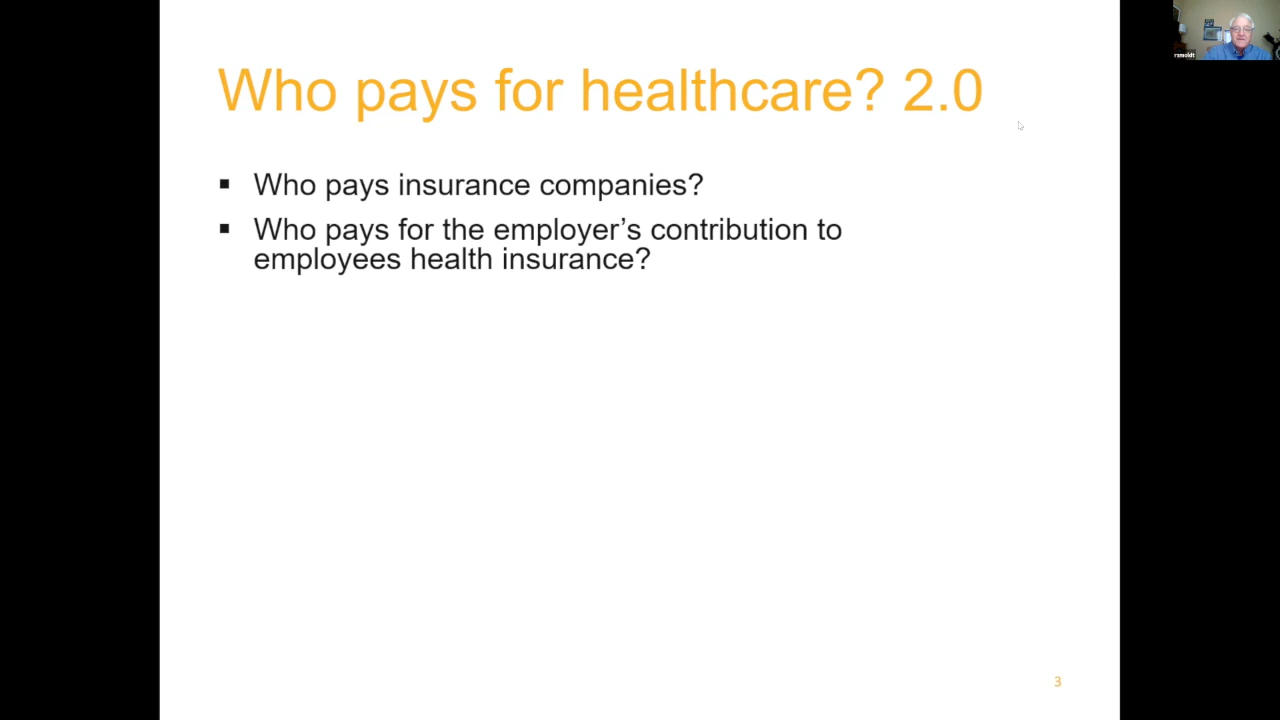 Who pays for healthcare? 2.0
▪ Who pays insurance companies?
▪ Who pays for the employer’s contribution to
employees health insurance?
3